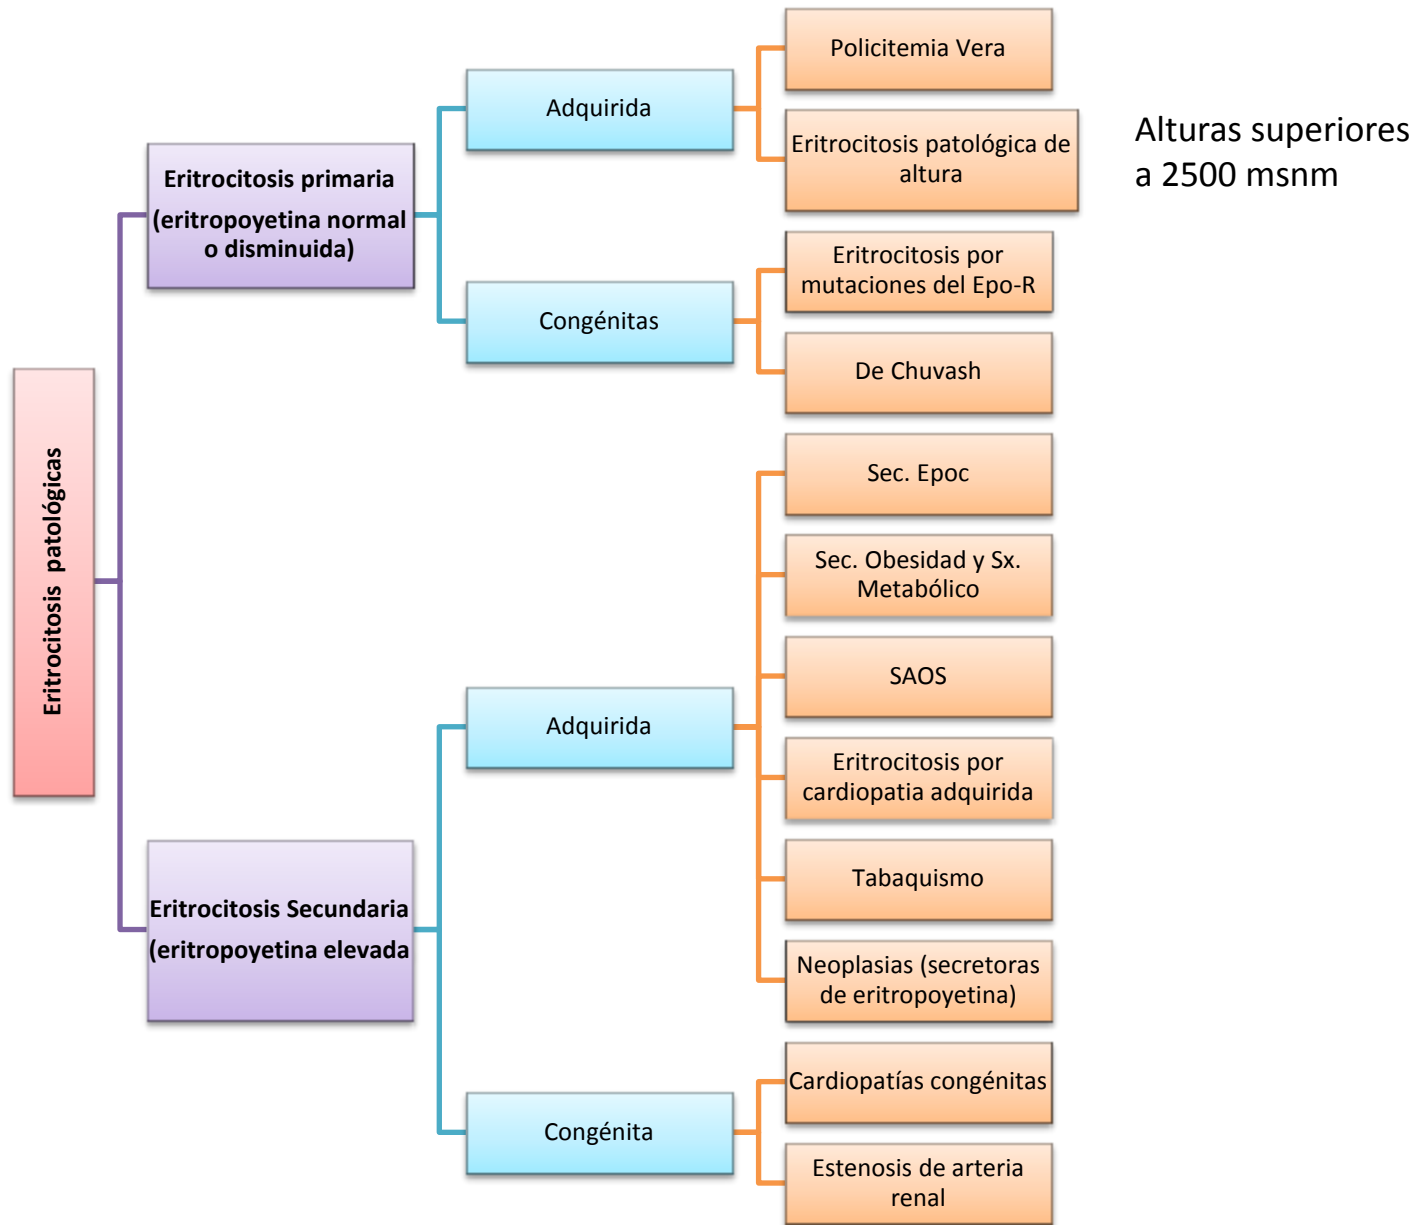 Eritrocitosis patológicas
Eritrocitosis primaria
(eritropoyetina normal
o disminuida)
Adquirida
Policitemia Vera
Eritrocitosis patológica de
altura
Alturas superiores
a 2500 msnm
Congénitas
Eritrocitosis por
mutaciones del Epo-R
De Chuvash
Eritrocitosis Secundaria
(eritropoyetina elevada
Adquirida
Sec. Epoc
Sec. Obesidad y Sx.
Metabólico
SAOS
Eritrocitosis por
cardiopatia adquirida
Tabaquismo
Neoplasias (secretoras
de eritropoyetina)
Congénita
Cardiopatías congénitas
Estenosis de arteria
renal